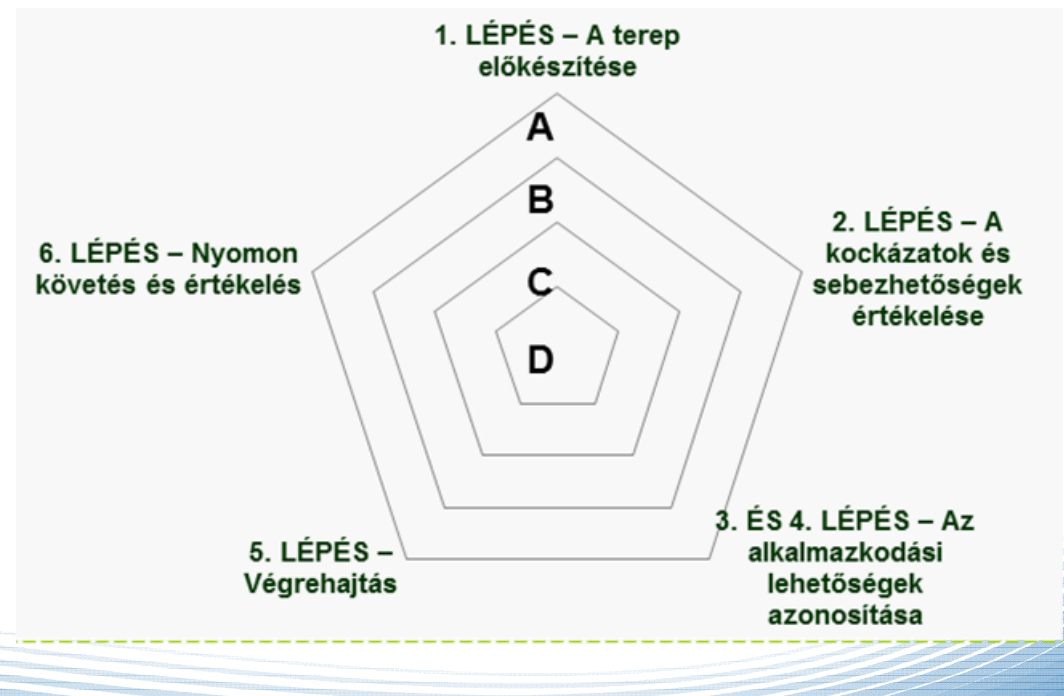 1. LÉPÉS – A terep
előkészítése
A
B
C
D
2. LÉPÉS – A
kockázatok és
sebezhetőségek
értékelése
3. ÉS 4. LÉPÉS – Az
alkalmazkodási
lehetőségek
azonosítása
5. LÉPÉS –
Végrehajtás
6. LÉPÉS – Nyomon
követés és értékelés